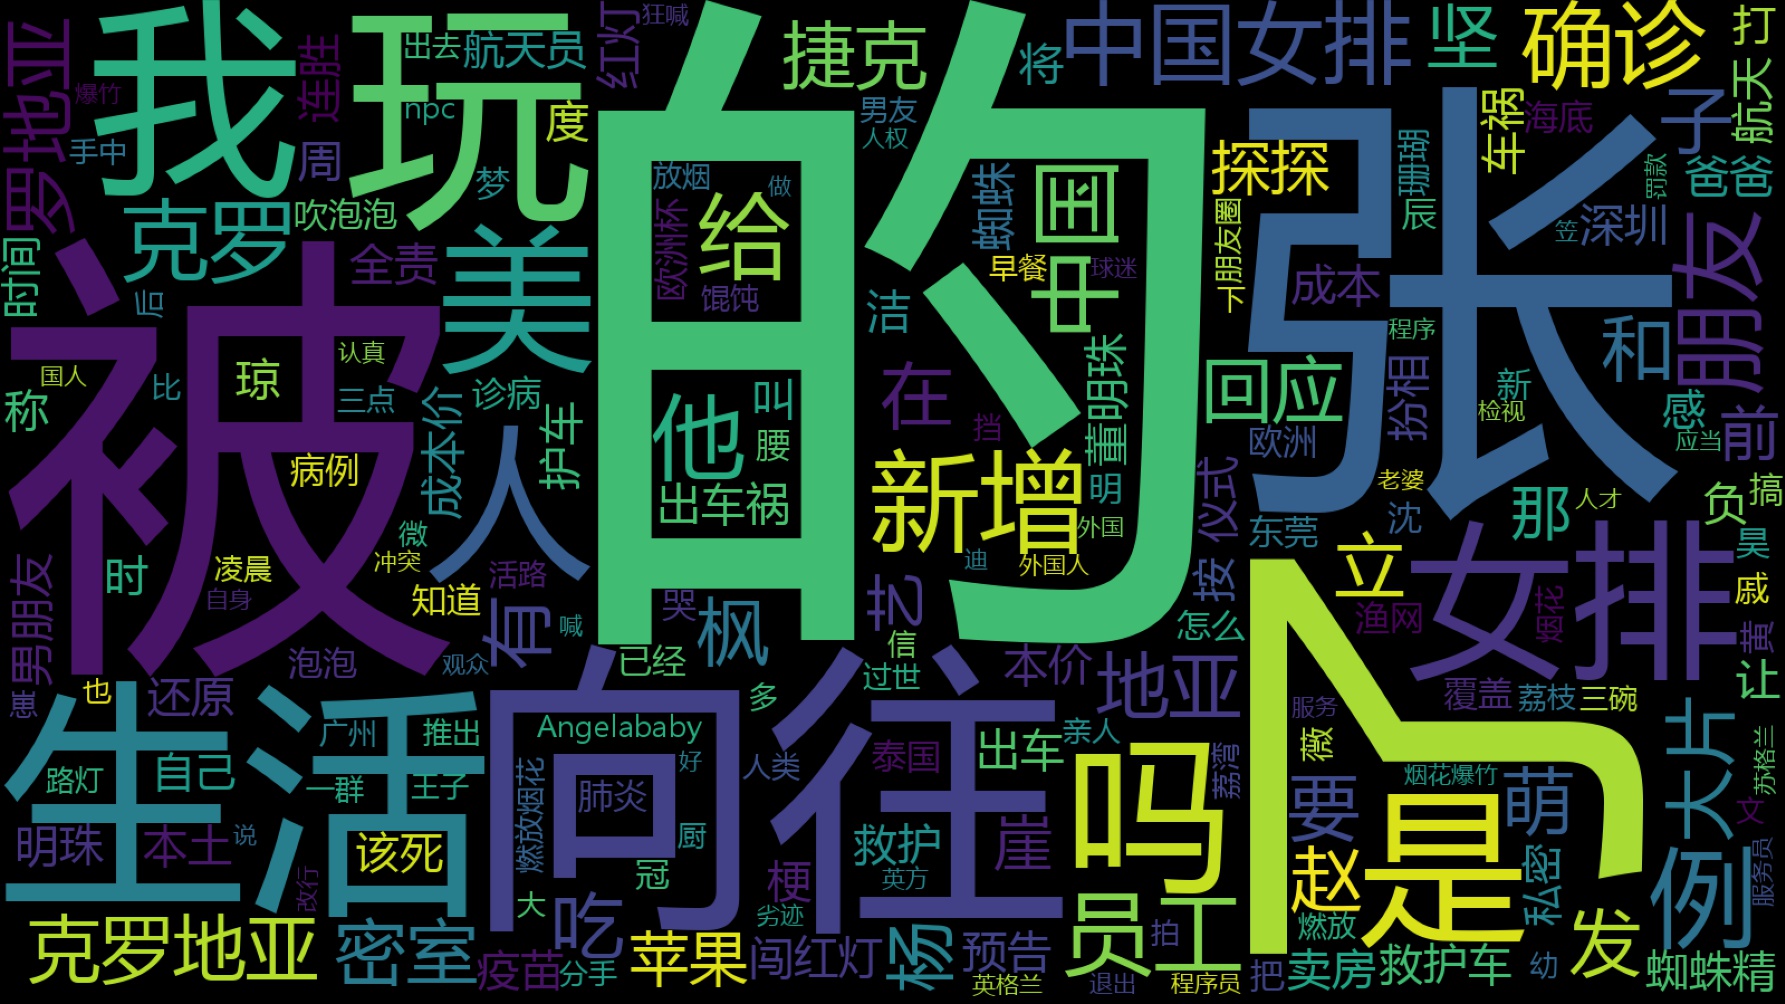 的
张
被
我
玩
美
人
生活
向往
吗
是
卩
女排
中国女排
确诊
捷克
将
坚
打
航天
子
爸爸
车祸
海底
珊瑚
罚款
辰
笠
深圳
探探
下朋友圈
成本
程序
朋友
和
新
感
检视
应当
前
回应
欧洲
扮相
老婆
沈
东莞
那
人才
负
搞
昊
戚
黄
让
立
渔网
烟花
仪式
按
怎么
地亚
本价
过世
信
艺
罗地亚
爆竹
手中
连胜
周
出去
航天员
npc
度
梦
红灯
狂喊
克罗
吹泡泡
时间
后
全责
国人
称
比
琼
认真
三点
诊病
成本价
护车
病例
微
冲突
凌晨
自身
时
知道
活路
喊
有
男朋友
泡泡
观众
崽
也
还原
男友
人权
放烟
做
给
欧洲杯
馄饨
蜘蛛
中国
早餐
球迷
洁
在
挡
董明珠
他
叫
腰
出车祸
新增
明
外国
外国人
迪
哭
枫
已经
多
广州
推出
路灯
自己
一群
王子
明珠
本土
说
该死
改行
克罗地亚
密室
疫苗
分手
Angelababy
好
人类
燃放烟花
肺炎
厨
冠
大
吃
苹果
闯红灯
梗
劣迹
英方
救护
崖
泰国
出车
亲人
荔湾
杨
预告
英格兰
员工
拍
退出
程序员
覆盖
荔枝
三碗
服务
薇
要
烟花爆竹
萌
大片
苏格兰
文
服务员
赵
私密
例
燃放
把
卖房
救护车
幼
发
蜘蛛精